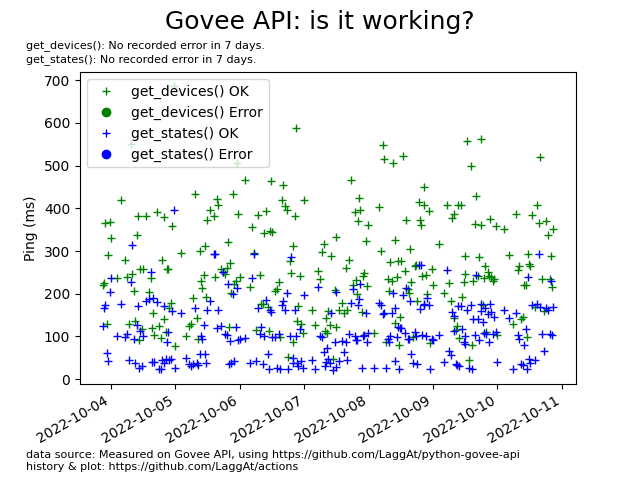 Govee API: is it working?
get_devices(): No recorded error in 7 days.
get_states(): No recorded error in 7 days.
700
600
500
400
300
200
100
0
Ping (ms)
get_devices() OK
get_devices() Error
get_states() OK
get_states() Error
2022-10-04
2022-10-05
2022-10-06
2022-10-07
2022-10-08
2022-10-09
2022-10-10
2022-10-11
data source: Measured on Govee API, using https://github.com/LaggAt/python-govee-api
history & plot: https://github.com/LaggAt/actions